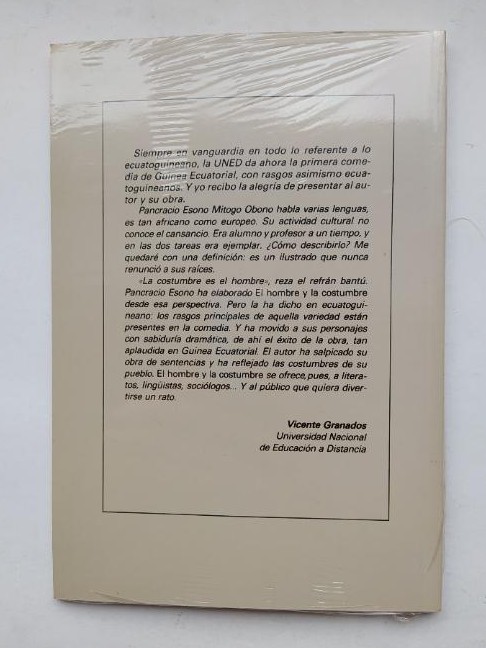 Siempre en vanguardia en todo lo referente a lo
ecuatoguineano, la UNED da ahora la primera come-
dia de Guinea Ecuatorial, con rasgos asimismo ecua-
toguineanos. Y yo recibo la alegría de presentar al au-
tor y su obra.
Pancracio Esono Mitogo Obono habla varias lenguas,
es tan africano como europeo. Su actividad cultural no
conoce el cansancio. Era alumno y profesor a un tiempo, y
en las dos tareas era ejemplar. ¿Cómo describirlo? Me
quedaré con una definición: es un ilustrado que nunca
renunció a sus raíces.
«La costumbre es el hombre», reza el refrán bantú.
Pancracio Esono ha elaborado El hombre y la costumbre
desde esa perspectiva. Pero la ha dicho en ecuatogui-
neano: los rasgos principales de aquella variedad están
presentes en la comedia. Y ha movido a sus personajes
con sabiduría dramática, de ahí el éxito de la obra, tan
aplaudida en Guinea Ecuatorial. El autor ha salpicado su
obra de sentencias y ha reflejado las costumbres de su
pueblo. El hombre y la costumbre se ofrece, pues, a litera-
tos, lingüistas, sociólogos... Y al público que quiera diver-
tirse un rato.
Vicente Granados
Universidad Nacional
de Educación a Distancia